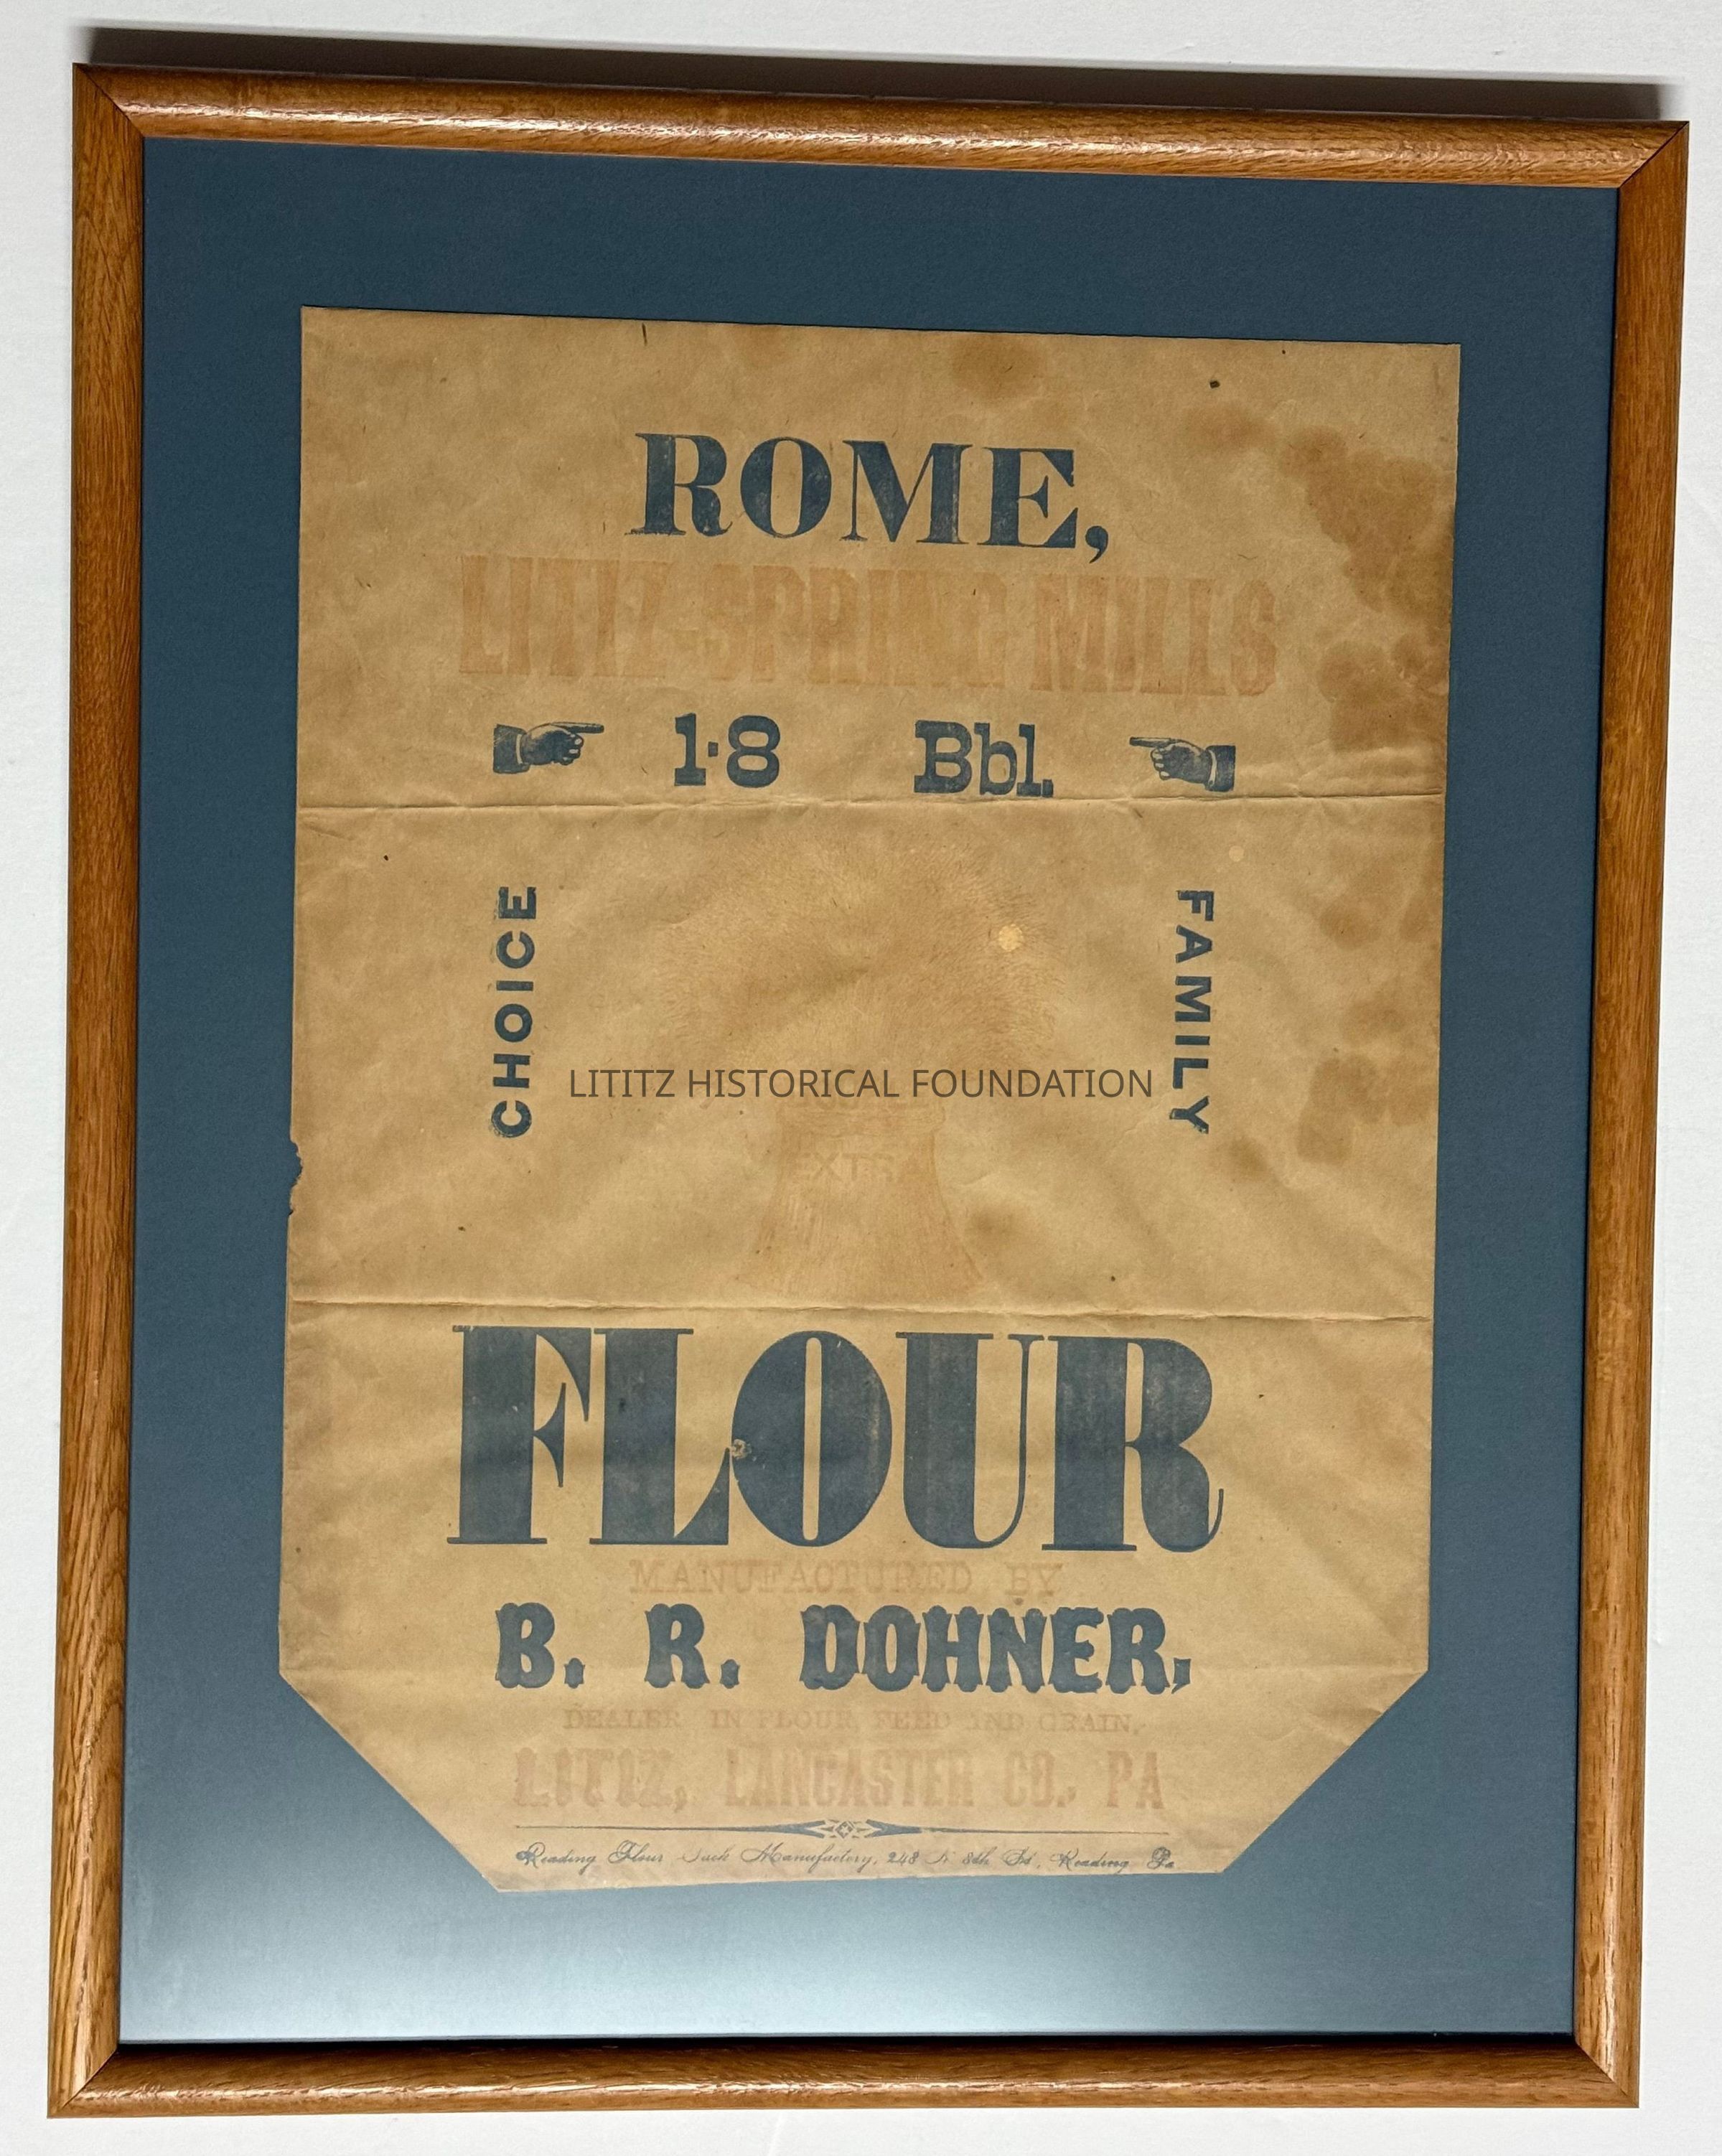 ROME,
LITIZ SPRING MILLS
1·8 Bbl.
CHOICE
FAMILY
LITITZ HISTORICAL FOUNDATION
EXTRA
FLOUR
MANUFACTURED BY
B. R. DOHNER,
DEALER IN FLOUR, FEED AND GRAIN,
LITIZ, LANCASTER CO., PA
Reading Flour Sack Manufactory, 248 N. 8th St, Reading Pa